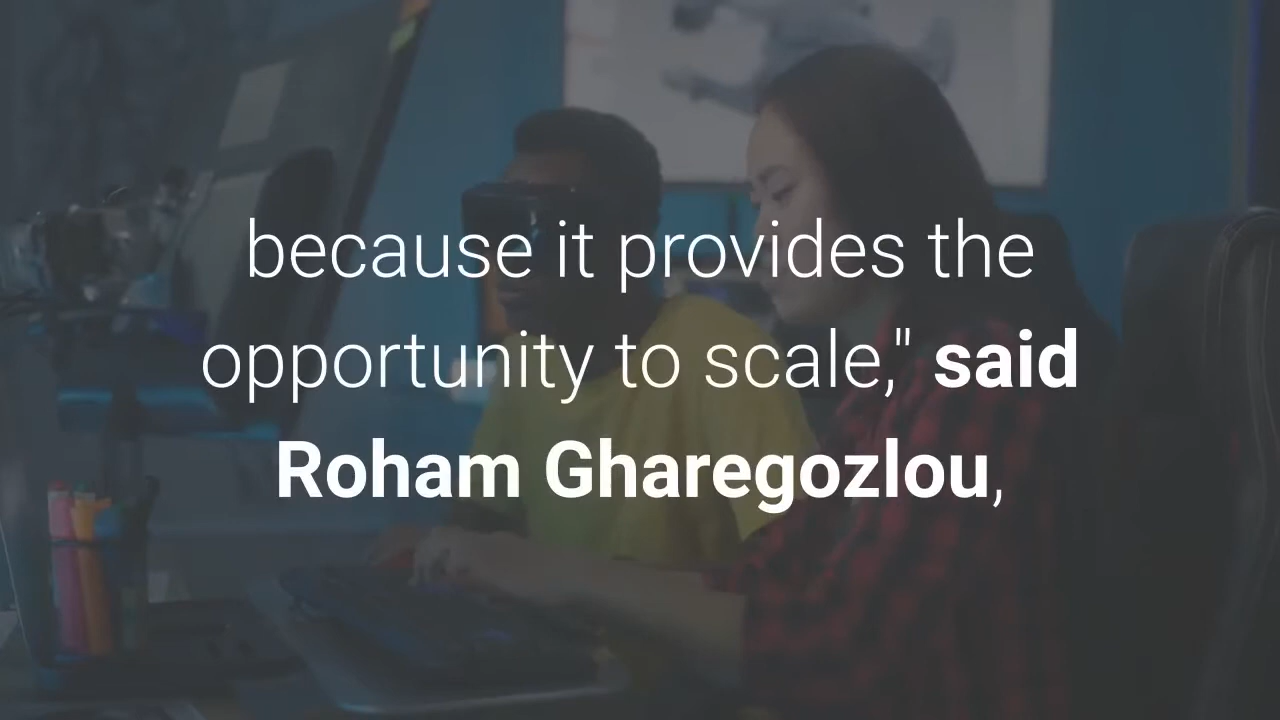 because it provides the
opportunity to scale," said
Roham Gharegozlou,